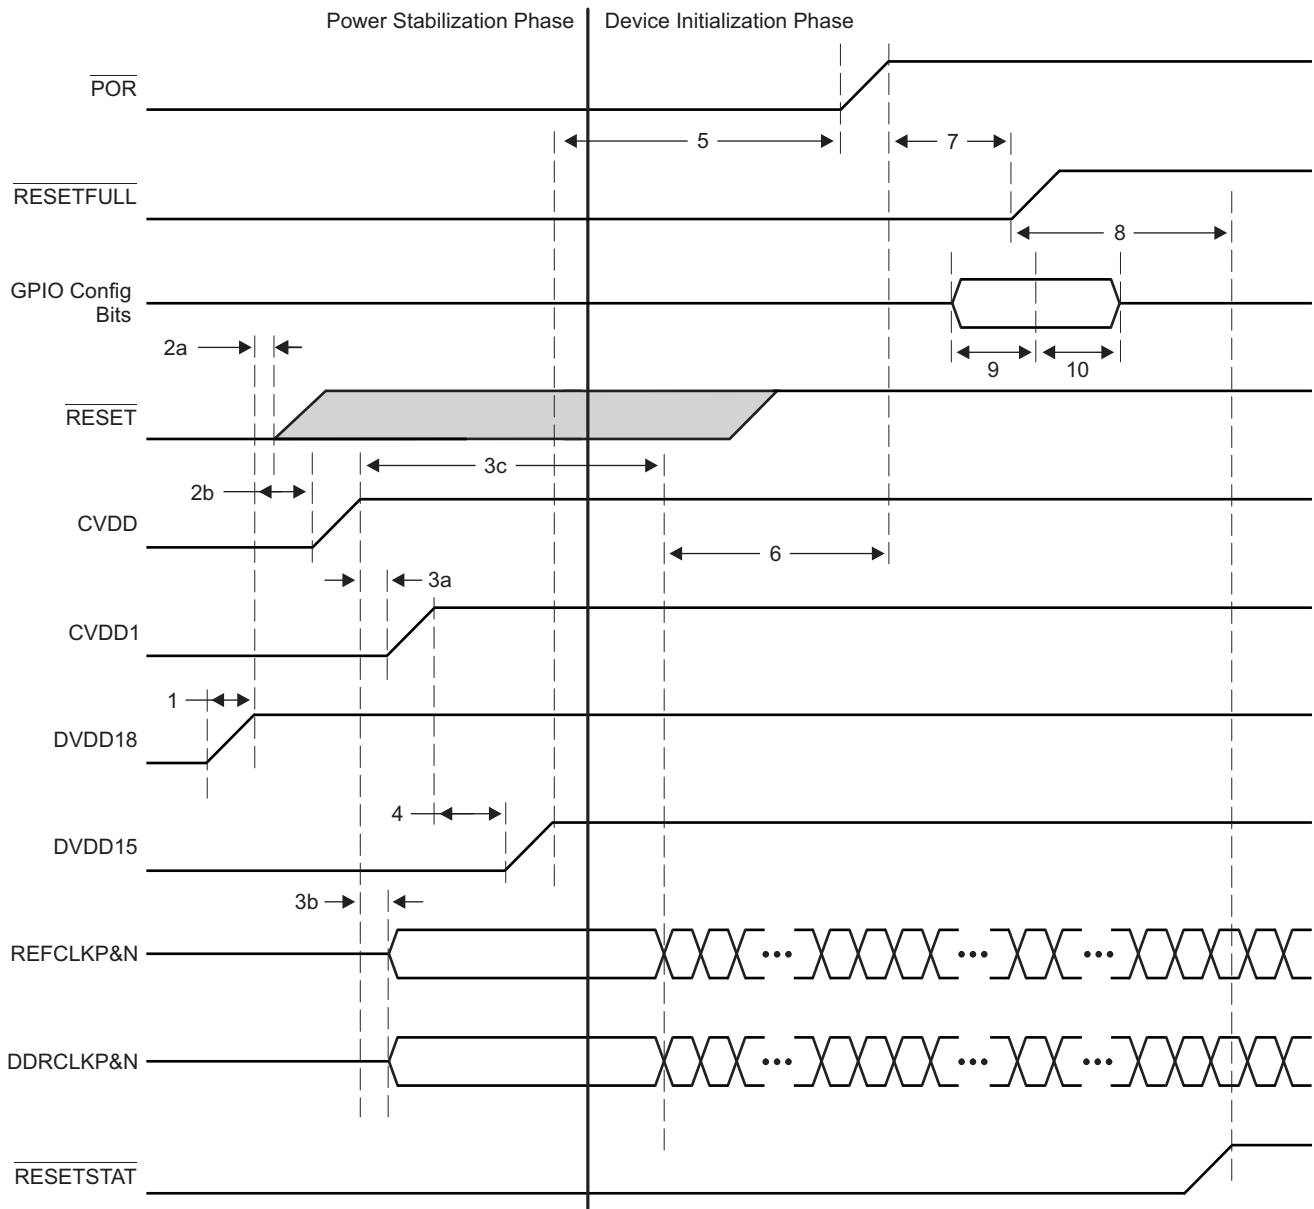 Power Stabilization Phase
Device Initialization Phase
POR
5
7
RESETFULL
8
GPIO Config
Bits
2a
9
10
RESET
3c
2b
CVDD
6
3a
CVDD1
1
DVDD18
4
DVDD15
3b
REFCLKP&N
DDRCLKP&N
RESETSTAT